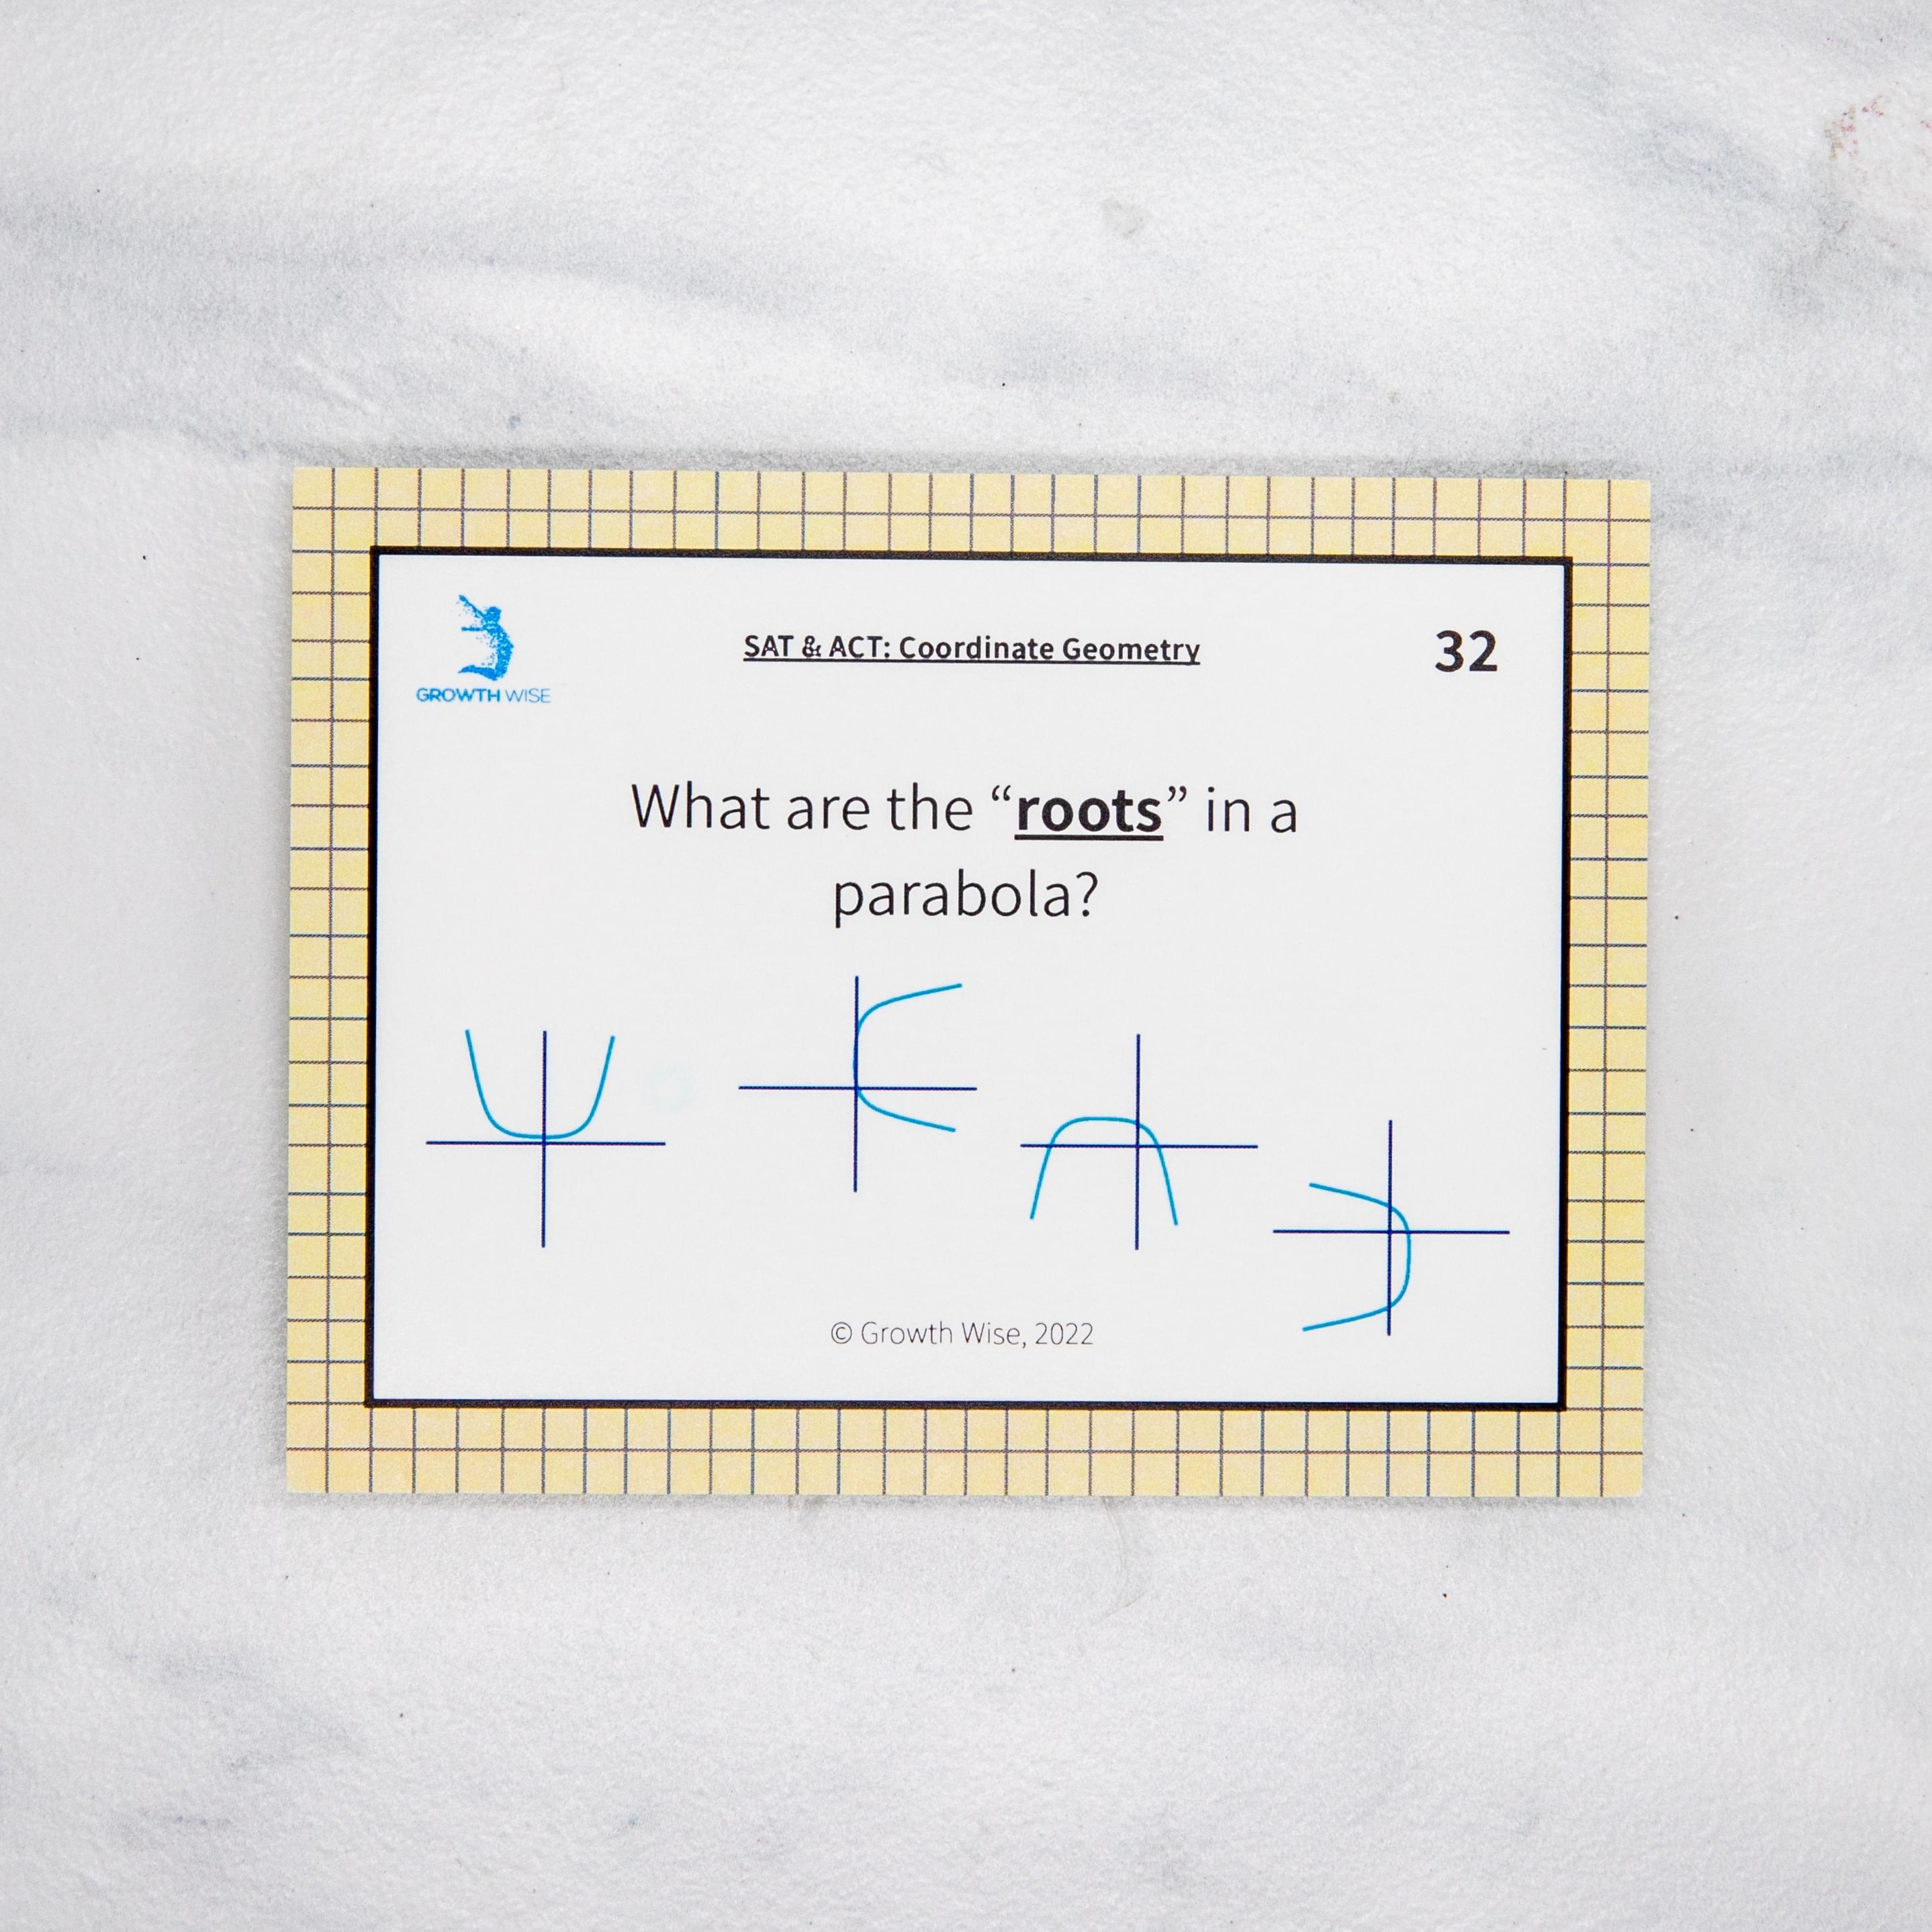 GROWTH WISE
SAT & ACT: Coordinate Geometry
32
What are the “roots” in a
parabola?
© Growth Wise, 2022